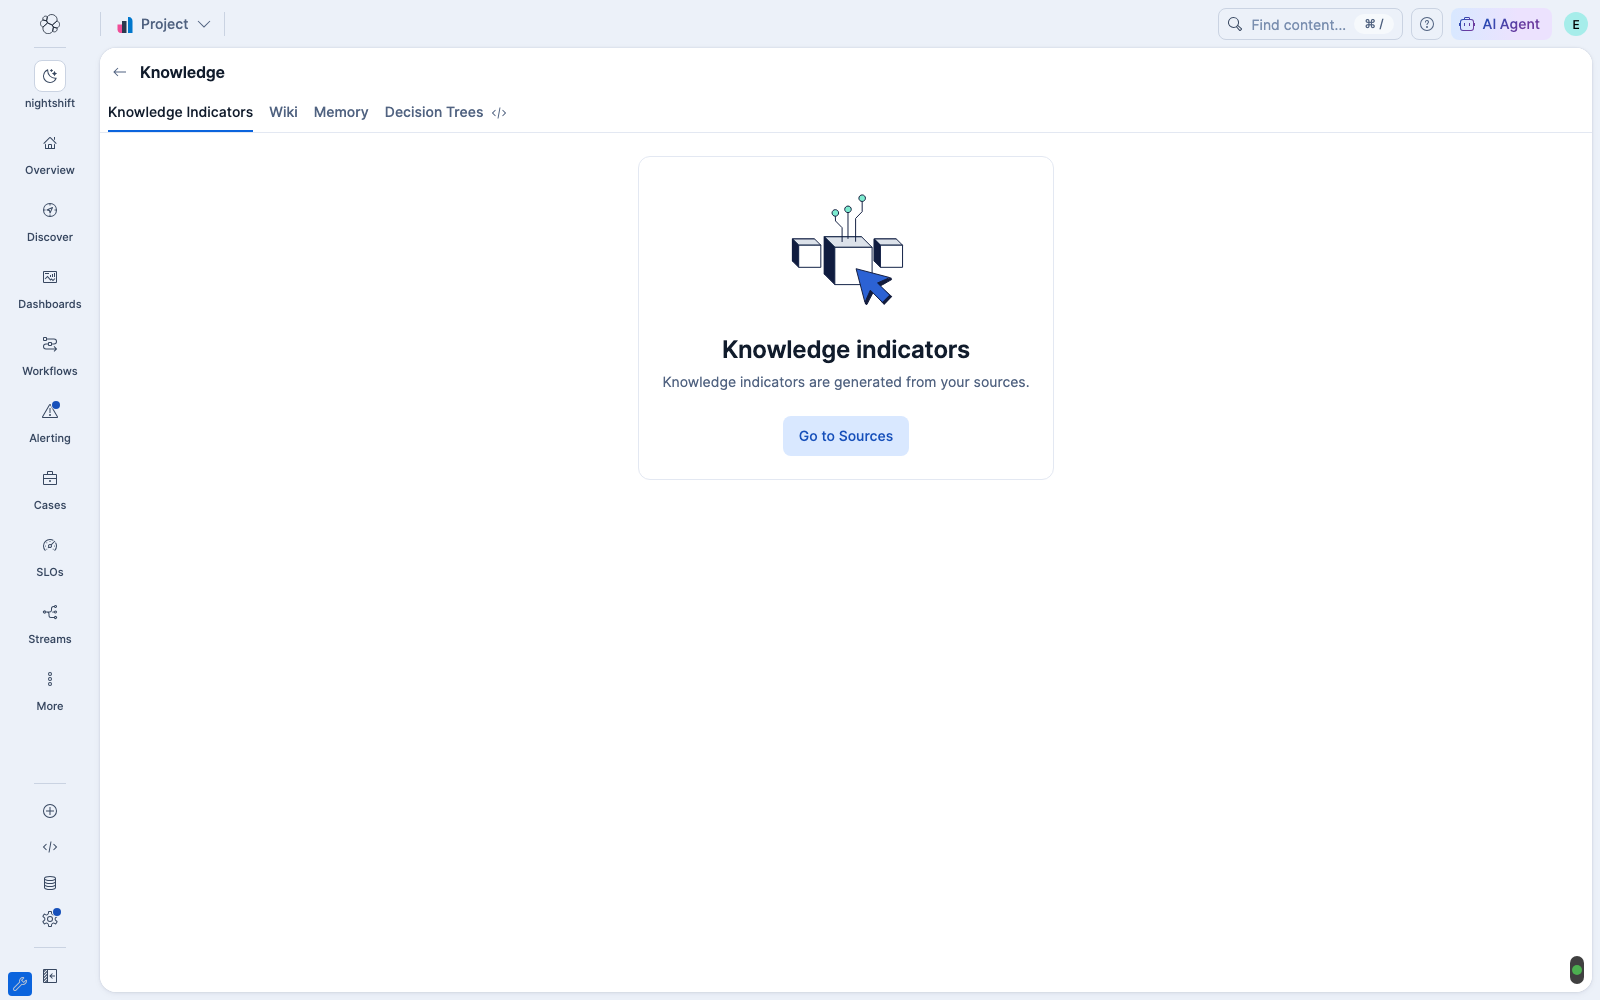 Project
Find content...
⌘ /
AI Agent
E
nightshift
Overview
Discover
Dashboards
Workflows
Alerting
Cases
SLOs
Streams
More
Knowledge
Knowledge Indicators
Wiki
Memory
Decision Trees
Knowledge indicators
Knowledge indicators are generated from your sources.
Go to Sources